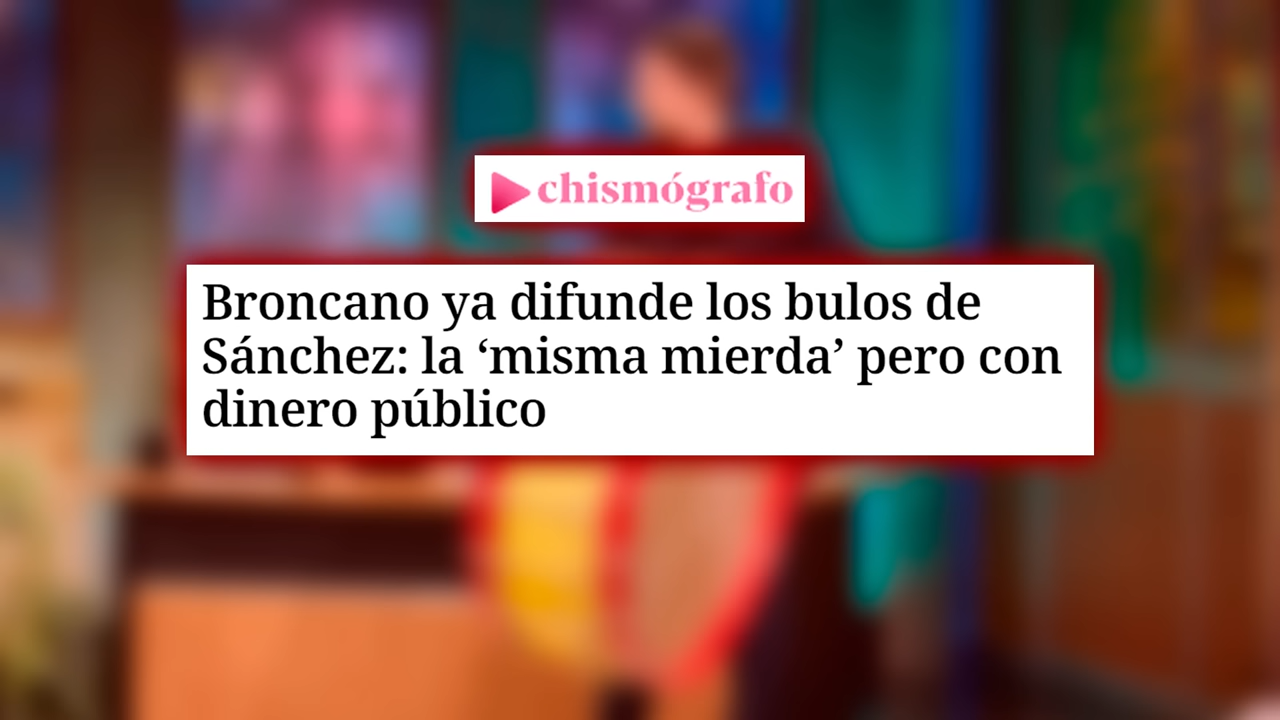 chismógrafo
Broncano ya difunde los bulos de
Sánchez: la ‘misma mierda’ pero con
dinero público